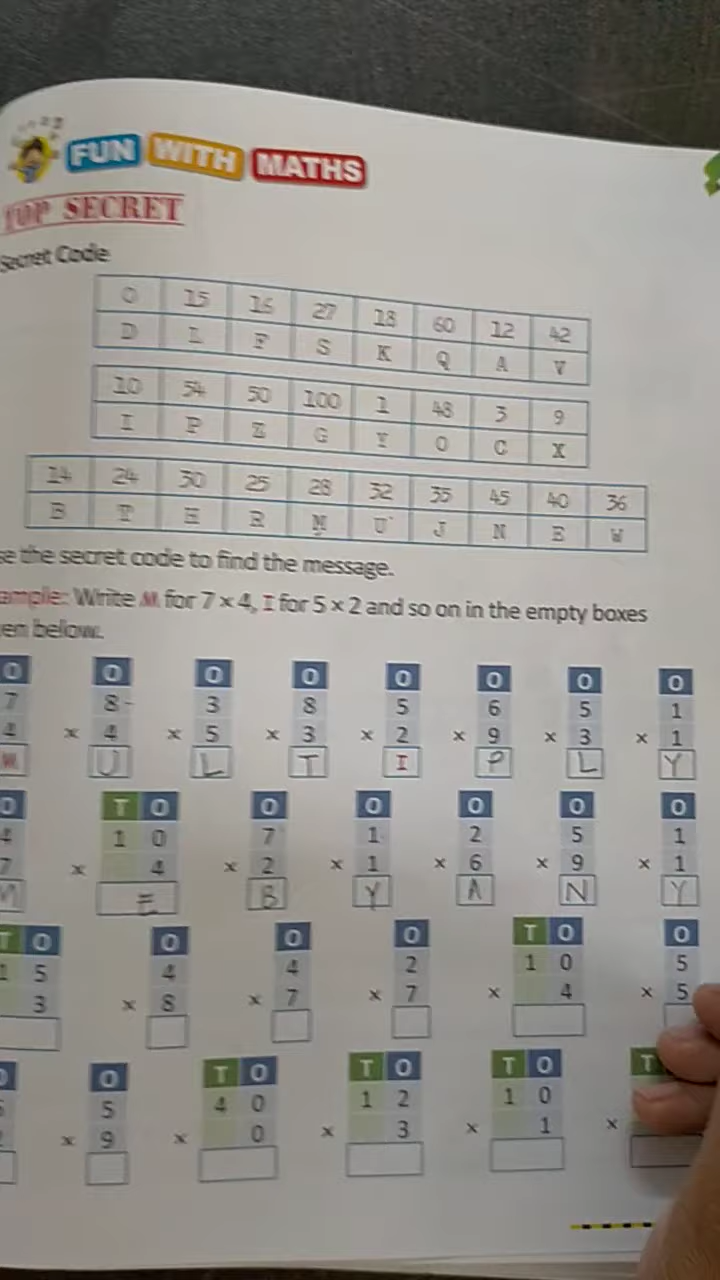 FUN WITH MATHS
TOP SECRET
Secret Code
0 15 16 27 18 60 12 42
D L F S K Q A V
10 54 50 100 1 48 3 9
I P Z G Y O C X
14 24 30 25 28 32 35 45 40 36
B T H R M U J N E W
se the secret code to find the message.
ample: Write M for 7 × 4, I for 5 × 2 and so on in the empty boxes
en below.
O O O O O O O O
7 8 3 8 5 6 5 1
4 × 4 × 5 × 3 × 2 × 9 × 3 × 1
M U L T I P L Y
O T O O O O O O
4 1 0 7 1 2 5 1
7 × 4 × 2 × 1 × 6 × 9 × 1
M E B Y A N Y
T O O O O T O O
1 5 4 4 2 1 0 5
3 × 8 × 7 × 7 × 4 × 5
O T O T O T O T
5 4 0 1 2 1 0
× 9 × 0 × 3 × 1 ×